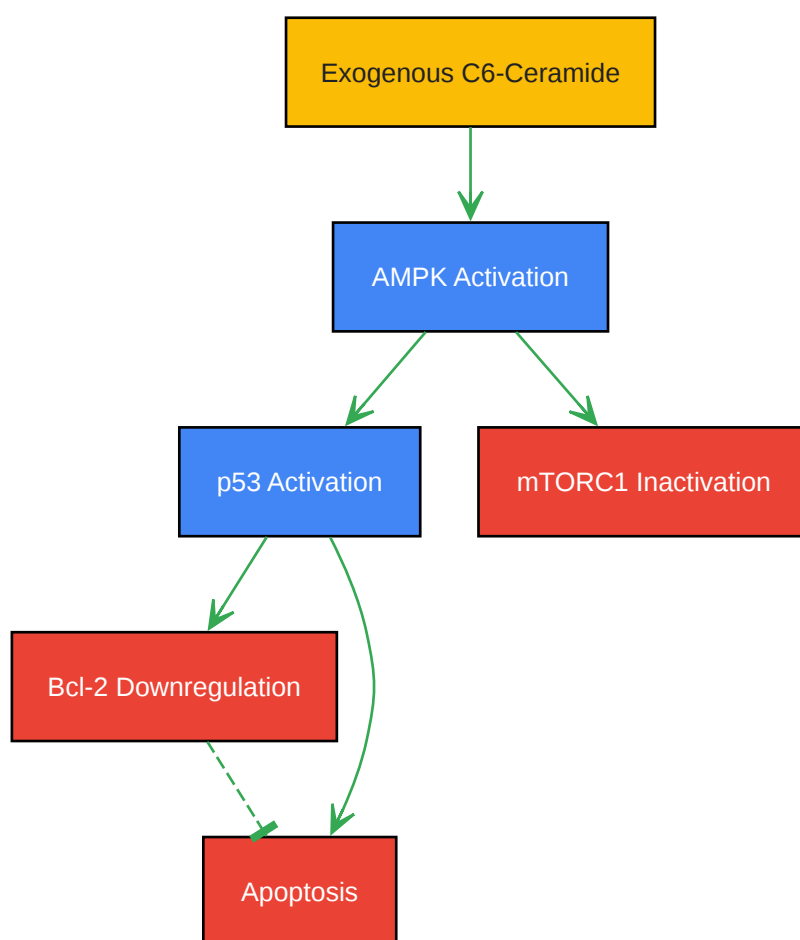 Exogenous C6-Ceramide
AMPK Activation
p53 Activation
mTORC1 Inactivation
Bcl-2 Downregulation
Apoptosis